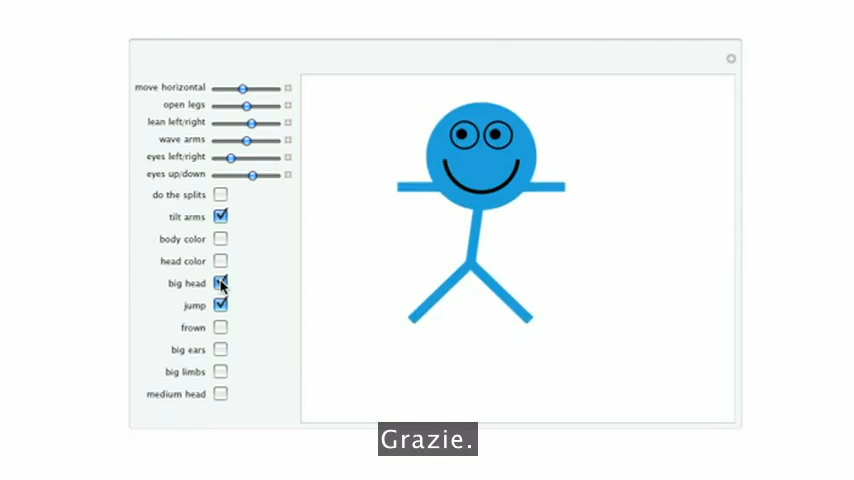 move horizontal
open legs
lean left/right
wave arms
eyes left/right
eyes up/down
do the splits
tilt arms
body color
head color
big head
jump
frown
big ears
big limbs
medium head
Grazie.